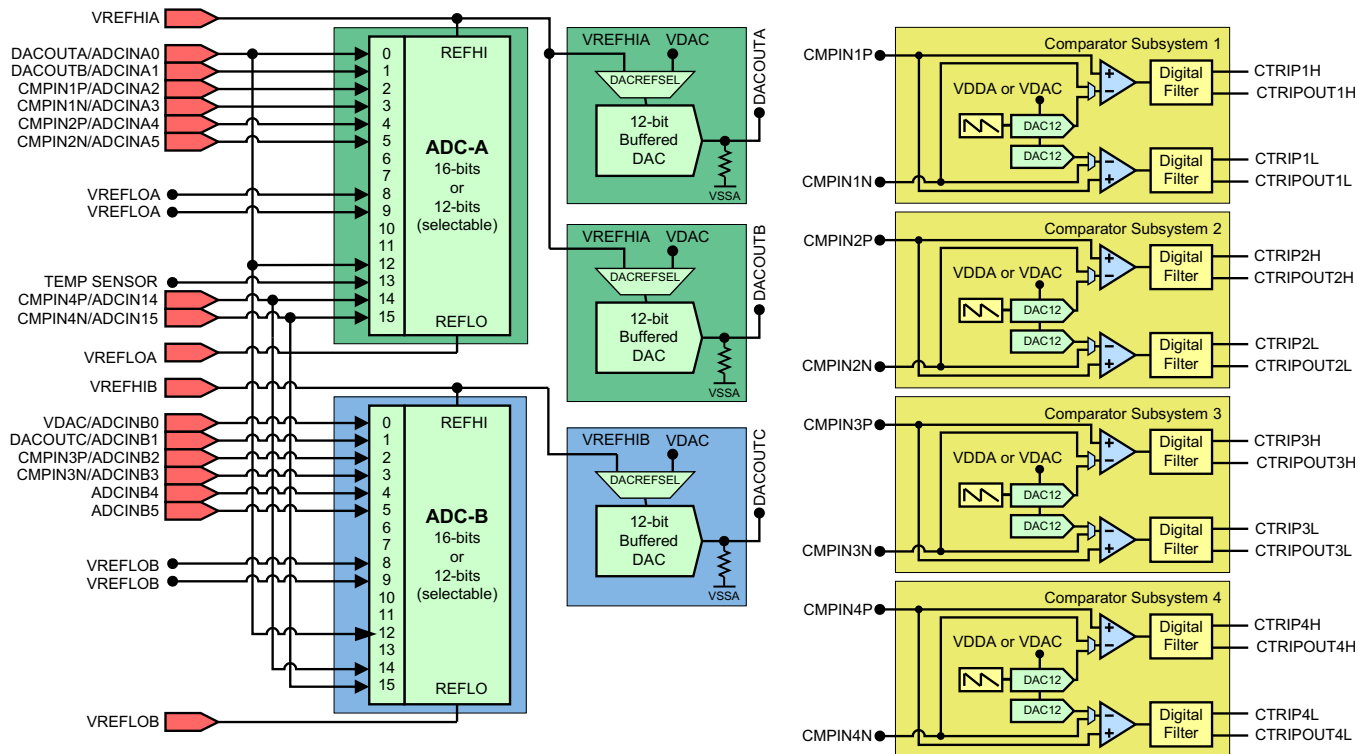 VREFHIA
DACOUTA/ADCINA0
DACOUTB/ADCINA1
CMPIN1P/ADCINA2
CMPIN1N/ADCINA3
CMPIN2P/ADCINA4
CMPIN2N/ADCINA5
VREFLOA
VREFLOA
TEMP SENSOR
CMPIN4P/ADCIN14
CMPIN4N/ADCIN15
VREFLOA
0
1
2
3
4
5
6
7
8
9
10
11
12
13
14
15
REFHI
ADC-A
16-bits
or
12-bits
(selectable)
REFLO
VREFHIB
VDAC/ADCINB0
DACOUTC/ADCINB1
CMPIN3P/ADCINB2
CMPIN3N/ADCINB3
ADCINB4
ADCINB5
VREFLOB
VREFLOB
VREFLOB
0
1
2
3
4
5
6
7
8
9
10
11
12
13
14
15
REFHI
ADC-B
16-bits
or
12-bits
(selectable)
REFLO
VREFHIA
VDAC
DACREFSEL
12-bit
Buffered
DAC
VSSA
DACOUTA
VREFHIA
VDAC
DACREFSEL
12-bit
Buffered
DAC
VSSA
DACOUTB
VREFHIB
VDAC
DACREFSEL
12-bit
Buffered
DAC
VSSA
DACOUTC
Comparator Subsystem 1
CMPIN1P
VDDA or VDAC
DAC12
DAC12
CMPIN1N
Digital
Filter
Digital
Filter
CTRIP1H
CTRIPOUT1H
CTRIP1L
CTRIPOUT1L
Comparator Subsystem 2
CMPIN2P
VDDA or VDAC
DAC12
DAC12
CMPIN2N
Digital
Filter
Digital
Filter
CTRIP2H
CTRIPOUT2H
CTRIP2L
CTRIPOUT2L
Comparator Subsystem 3
CMPIN3P
VDDA or VDAC
DAC12
DAC12
CMPIN3N
Digital
Filter
Digital
Filter
CTRIP3H
CTRIPOUT3H
CTRIP3L
CTRIPOUT3L
Comparator Subsystem 4
CMPIN4P
VDDA or VDAC
DAC12
DAC12
CMPIN4N
Digital
Filter
Digital
Filter
CTRIP4H
CTRIPOUT4H
CTRIP4L
CTRIPOUT4L